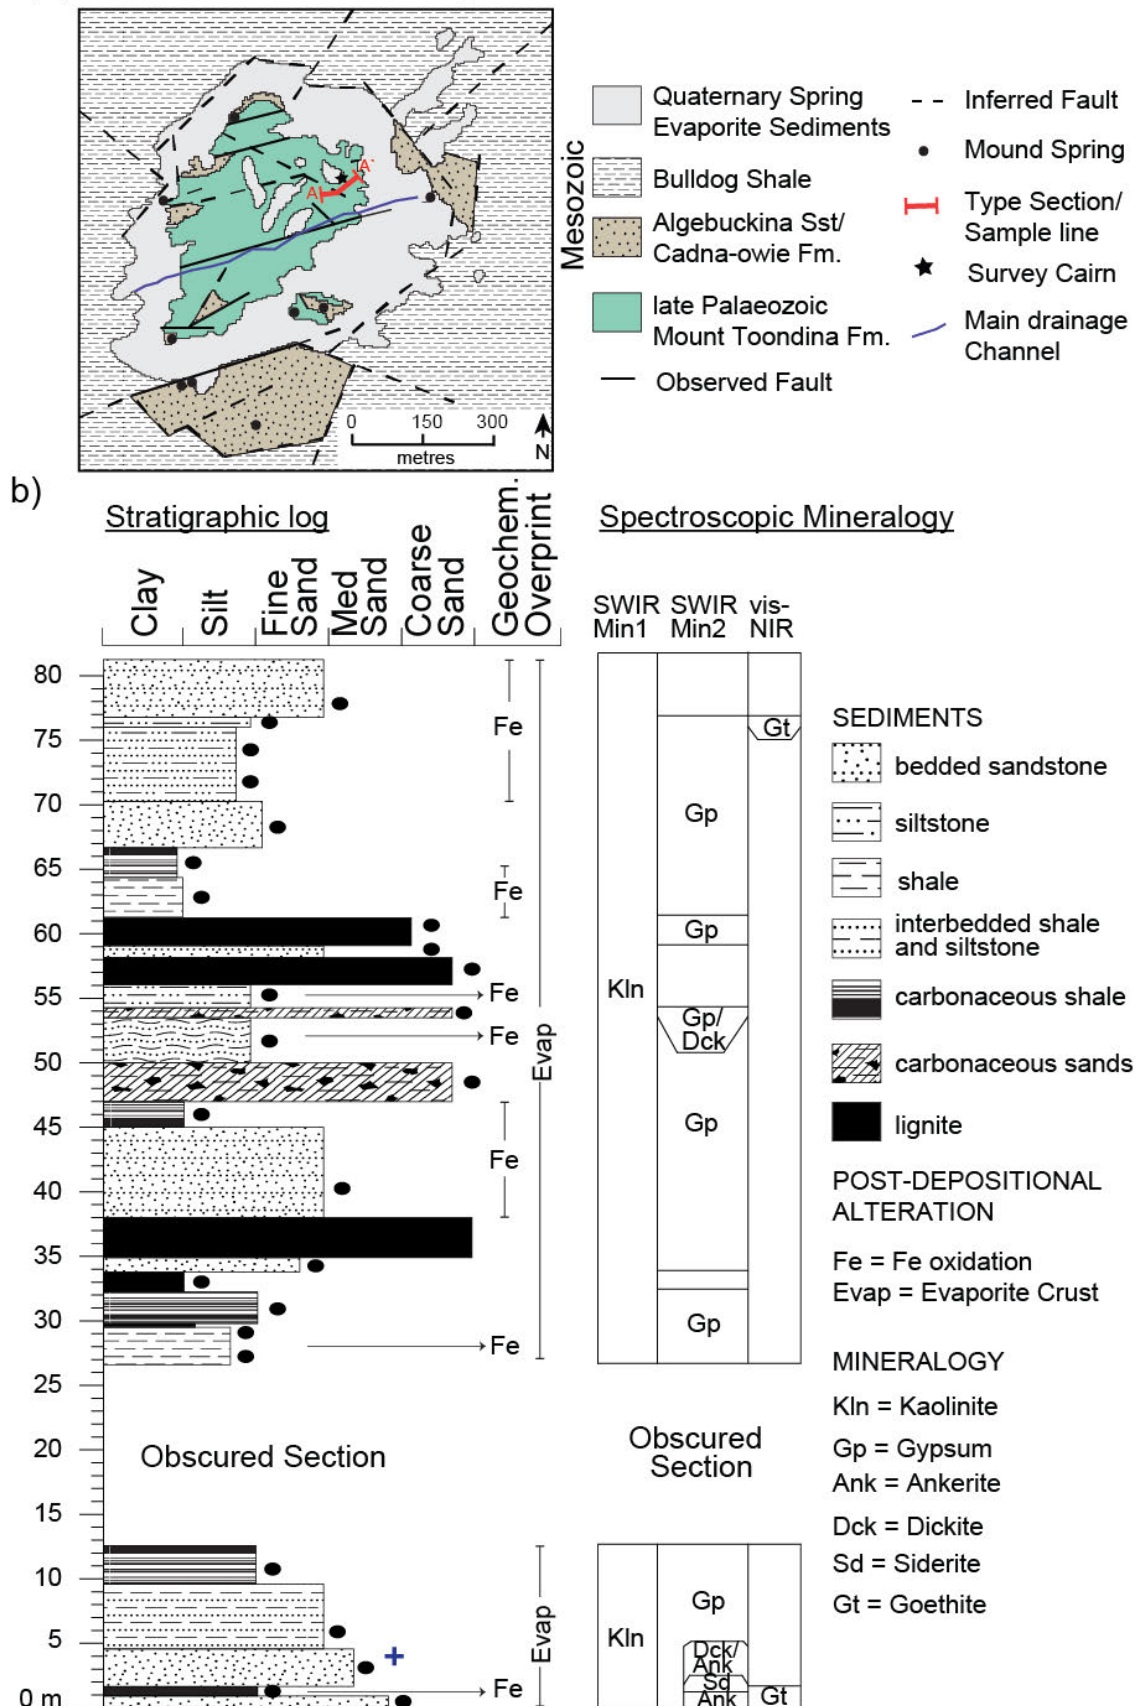 Quaternary Spring
Evaporite Sediments
Bulldog Shale
Algebuckina Sst/
Cadna-owie Fm.
Mesozoic
late Palaeozoic
Mount Toondina Fm.
Observed Fault
Inferred Fault
Mound Spring
Type Section/
Sample line
Survey Cairn
Main drainage
Channel
A
A`
0 150 300
metres
N
b)
Stratigraphic log
Spectroscopic Mineralogy
Clay
Silt
Fine
Sand
Med
Sand
Coarse
Sand
Geochem.
Overprint
SWIR
Min1
SWIR
Min2
vis-
NIR
80
75
70
65
60
55
50
45
40
35
30
25
20
15
10
5
0 m
Fe
Fe
Fe
Fe
Fe
Fe
Fe
Evap
Evap
Obscured Section
+
Kln
Gp
Gp
Gp/
Dck
Gp
Gp
Gt
Obscured
Section
Kln
Gp
Dck/
Ank
Sd
Ank
Gt
SEDIMENTS
bedded sandstone
siltstone
shale
interbedded shale
and siltstone
carbonaceous shale
carbonaceous sands
lignite
POST-DEPOSITIONAL
ALTERATION
Fe = Fe oxidation
Evap = Evaporite Crust
MINERALOGY
Kln = Kaolinite
Gp = Gypsum
Ank = Ankerite
Dck = Dickite
Sd = Siderite
Gt = Goethite